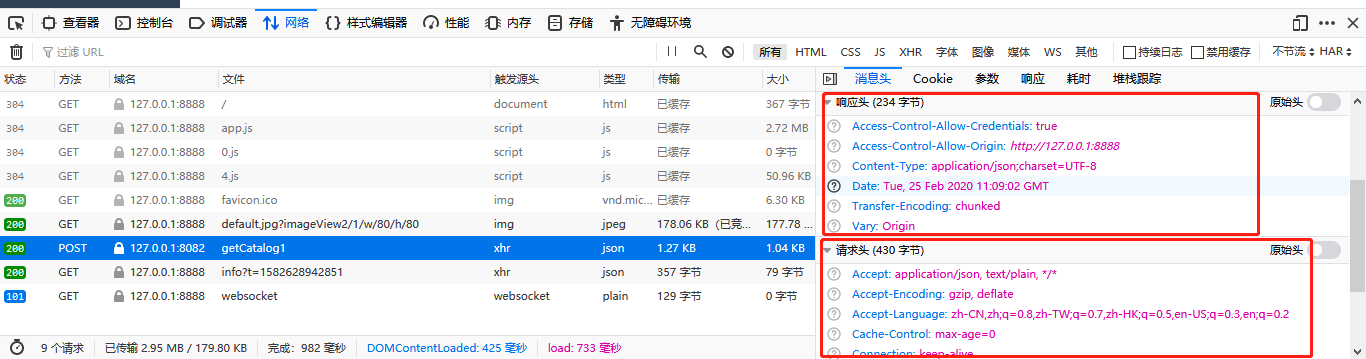 查看器 控制台 调试器 网络 样式编辑器 性能 内存 存储 无障碍环境
过滤 URL 所有 HTML CSS JS XHR 字体 图像 媒体 WS 其他 持续日志 禁用缓存 不节流 HAR
状态 方法 域名 文件 触发源头 类型 传输 大小
304 GET 127.0.0.1:8888 / document html 已缓存 367 字节
304 GET 127.0.0.1:8888 app.js script js 已缓存 2.72 MB
304 GET 127.0.0.1:8888 0.js script js 已缓存 0 字节
304 GET 127.0.0.1:8888 4.js script js 已缓存 50.96 KB
200 GET 127.0.0.1:8888 favicon.ico img vnd.mic... 已缓存 6.30 KB
200 GET 127.0.0.1:8888 default.jpg?imageView2/1/w/80/h/80 img jpeg 178.06 KB（已竞... 177.78 ...
200 POST 127.0.0.1:8082 getCatalog1 xhr json 1.27 KB 1.04 KB
200 GET 127.0.0.1:8888 info?t=1582628942851 xhr json 357 字节 79 字节
101 GET 127.0.0.1:8888 websocket websocket plain 129 字节 0 字节
9 个请求 已传输 2.95 MB / 179.80 KB 完成：982 毫秒 DOMContentLoaded: 425 毫秒 load: 733 毫秒
消息头 Cookie 参数 响应 耗时 堆栈跟踪
响应头 (234 字节) 原始头
Access-Control-Allow-Credentials: true
Access-Control-Allow-Origin: http://127.0.0.1:8888
Content-Type: application/json;charset=UTF-8
Date: Tue, 25 Feb 2020 11:09:02 GMT
Transfer-Encoding: chunked
Vary: Origin
请求头 (430 字节) 原始头
Accept: application/json, text/plain, */*
Accept-Encoding: gzip, deflate
Accept-Language: zh-CN,zh;q=0.8,zh-TW;q=0.7,zh-HK;q=0.5,en-US;q=0.3,en;q=0.2
Cache-Control: max-age=0
Connection: keep-alive